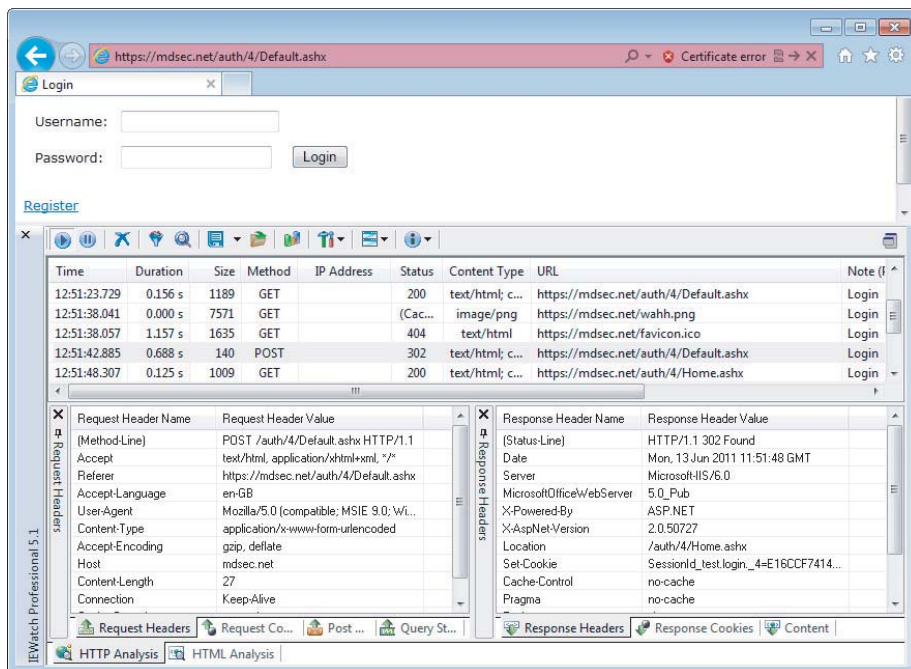 https://mdsec.net/auth/4/Default.ashx Certificate error
Login
Username:
Password: Login
Register
Time Duration Size Method IP Address Status Content Type URL Note (F
12:51:23.729 0.156 s 1189 GET 200 text/html; c... https://mdsec.net/auth/4/Default.ashx Login
12:51:38.041 0.000 s 7571 GET (Cac... image/png https://mdsec.net/wahh.png Login
12:51:38.057 1.157 s 1635 GET 404 text/html https://mdsec.net/favicon.ico Login
12:51:42.885 0.688 s 140 POST 302 text/html; c... https://mdsec.net/auth/4/Default.ashx Login
12:51:48.307 0.125 s 1009 GET 200 text/html; c... https://mdsec.net/auth/4/Home.ashx Login
Request Headers
Request Header Name Request Header Value
(Method-Line) POST /auth/4/Default.ashx HTTP/1.1
Accept text/html, application/xhtml+xml, */*
Referer https://mdsec.net/auth/4/Default.ashx
Accept-Language en-GB
User-Agent Mozilla/5.0 (compatible; MSIE 9.0; Wi...
Content-Type application/x-www-form-urlencoded
Accept-Encoding gzip, deflate
Host mdsec.net
Content-Length 27
Connection Keep-Alive
Request Headers Request Co... Post ... Query St...
Response Headers
Response Header Name Response Header Value
(Status-Line) HTTP/1.1 302 Found
Date Mon, 13 Jun 2011 11:51:48 GMT
Server Microsoft-IIS/6.0
MicrosoftOfficeWebServer 5.0_Pub
X-Powered-By ASP.NET
X-AspNet-Version 2.0.50727
Location /auth/4/Home.ashx
Set-Cookie SessionId_test.login._4=E16CCF7414...
Cache-Control no-cache
Pragma no-cache
Response Headers Response Cookies Content
HTTP Analysis HTML Analysis
IEWatch Professional 5.1